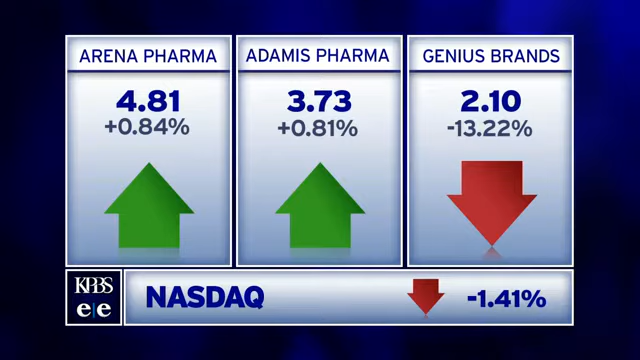 ARENA PHARMA
4.81
+0.84%
ADAMIS PHARMA
3.73
+0.81%
GENIUS BRANDS
2.10
-13.22%
KPBS
e|e
NASDAQ
-1.41%